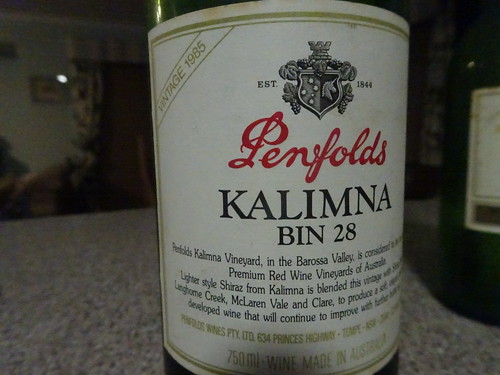 VINTAGE 1985
EST. 1844
Penfolds
KALIMNA
BIN 28
Penfolds Kalimna Vineyard, in the Barossa Valley, is considered
Premium Red Wine Vineyards of Australia.
Lighter style Shiraz from Kalimna is blended this vintage with
Langhorne Creek, McLaren Vale and Clare, to produce a soft,
developed wine that will continue to improve with further
PENFOLDS WINES PTY. LTD. 634 PRINCES HIGHWAY - TEMPE - NSW
750ml - WINE MADE IN AUSTRALIA